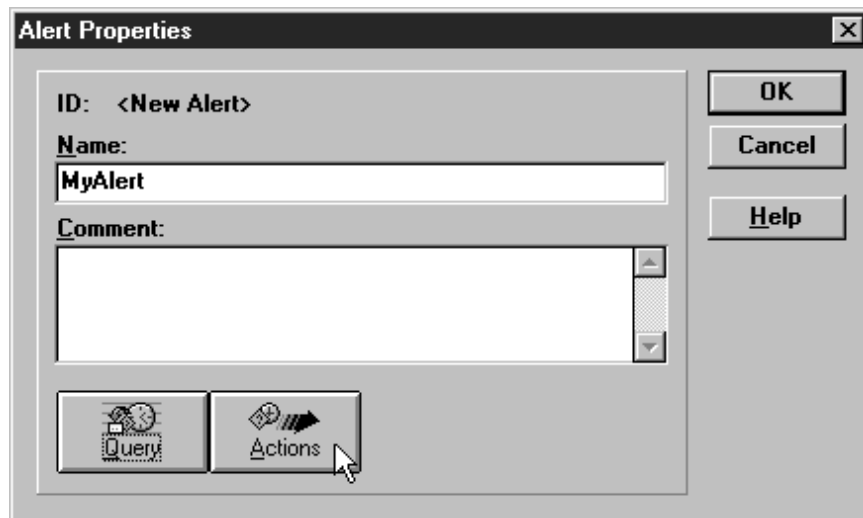 Alert Properties
ID: <New Alert>
Name:
MyAlert
Comment:
Query
Actions
OK
Cancel
Help